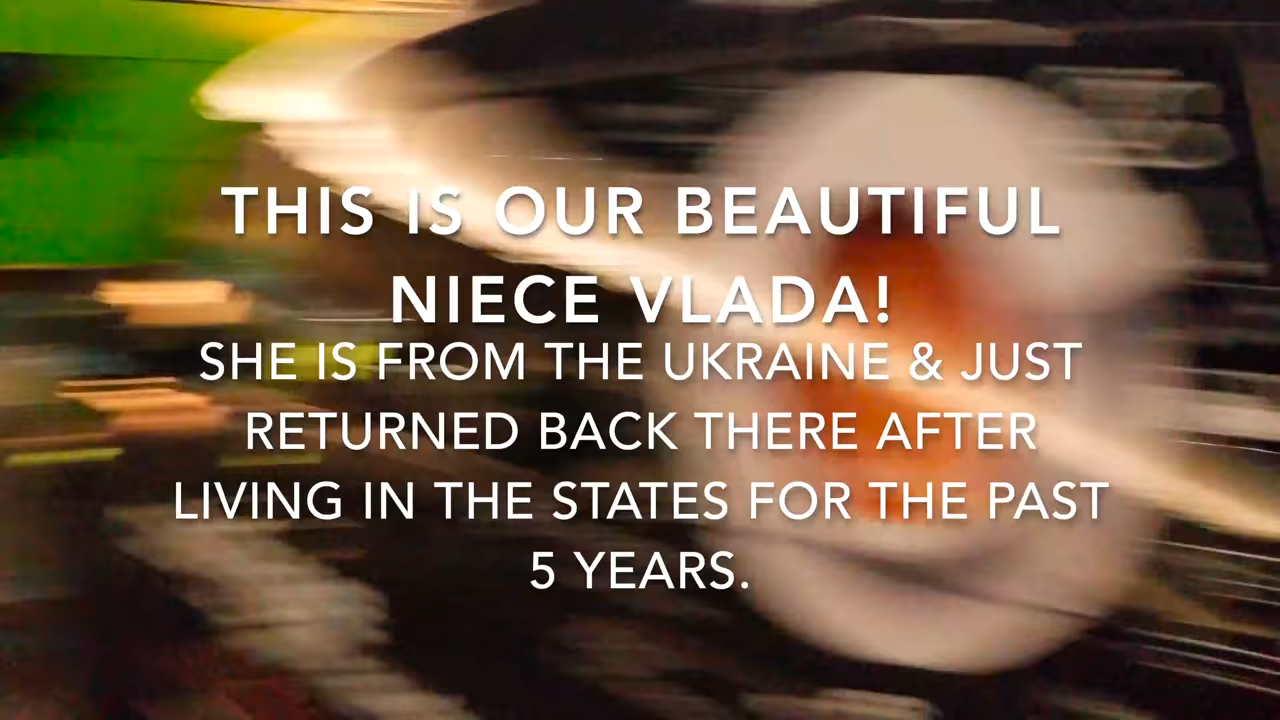 THIS IS OUR BEAUTIFUL
NIECE VLADA!
SHE IS FROM THE UKRAINE & JUST
RETURNED BACK THERE AFTER
LIVING IN THE STATES FOR THE PAST
5 YEARS.